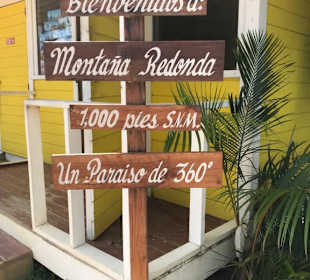 Bienvenidos a:
Montaña Redonda
1,000 pies S.N.M.
Un Paraíso de 360°